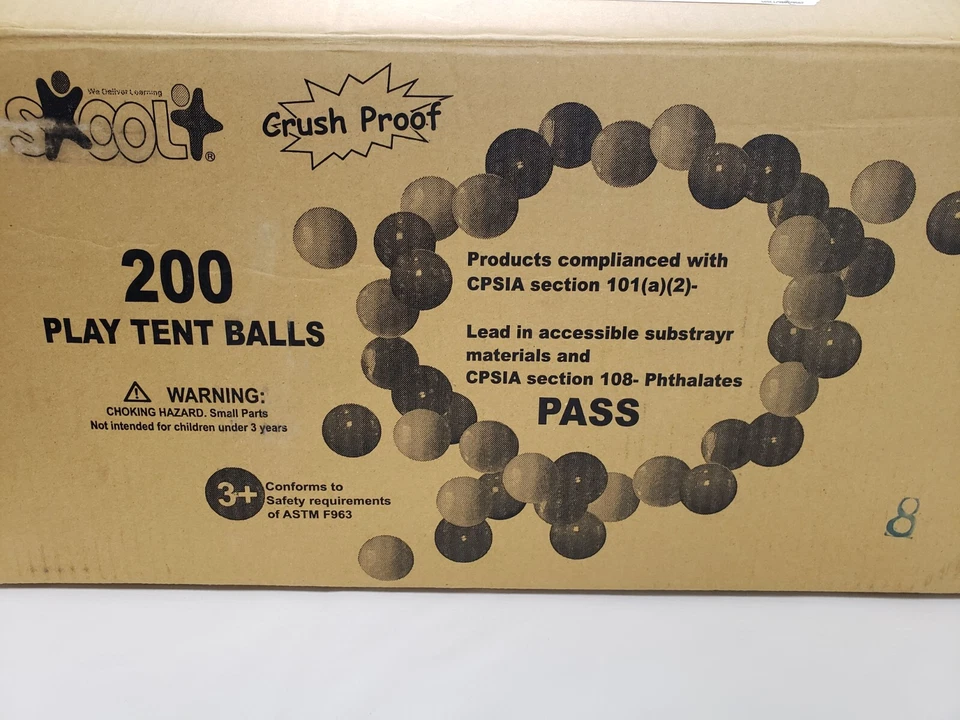 We Deliver Learning
SKOOLZY®
Crush Proof
200
PLAY TENT BALLS
WARNING:
CHOKING HAZARD. Small Parts
Not intended for children under 3 years
3+
Conforms to
Safety requirements
of ASTM F963
Products complianced with
CPSIA section 101(a)(2)-
Lead in accessible substrayr
materials and
CPSIA section 108- Phthalates
PASS
8